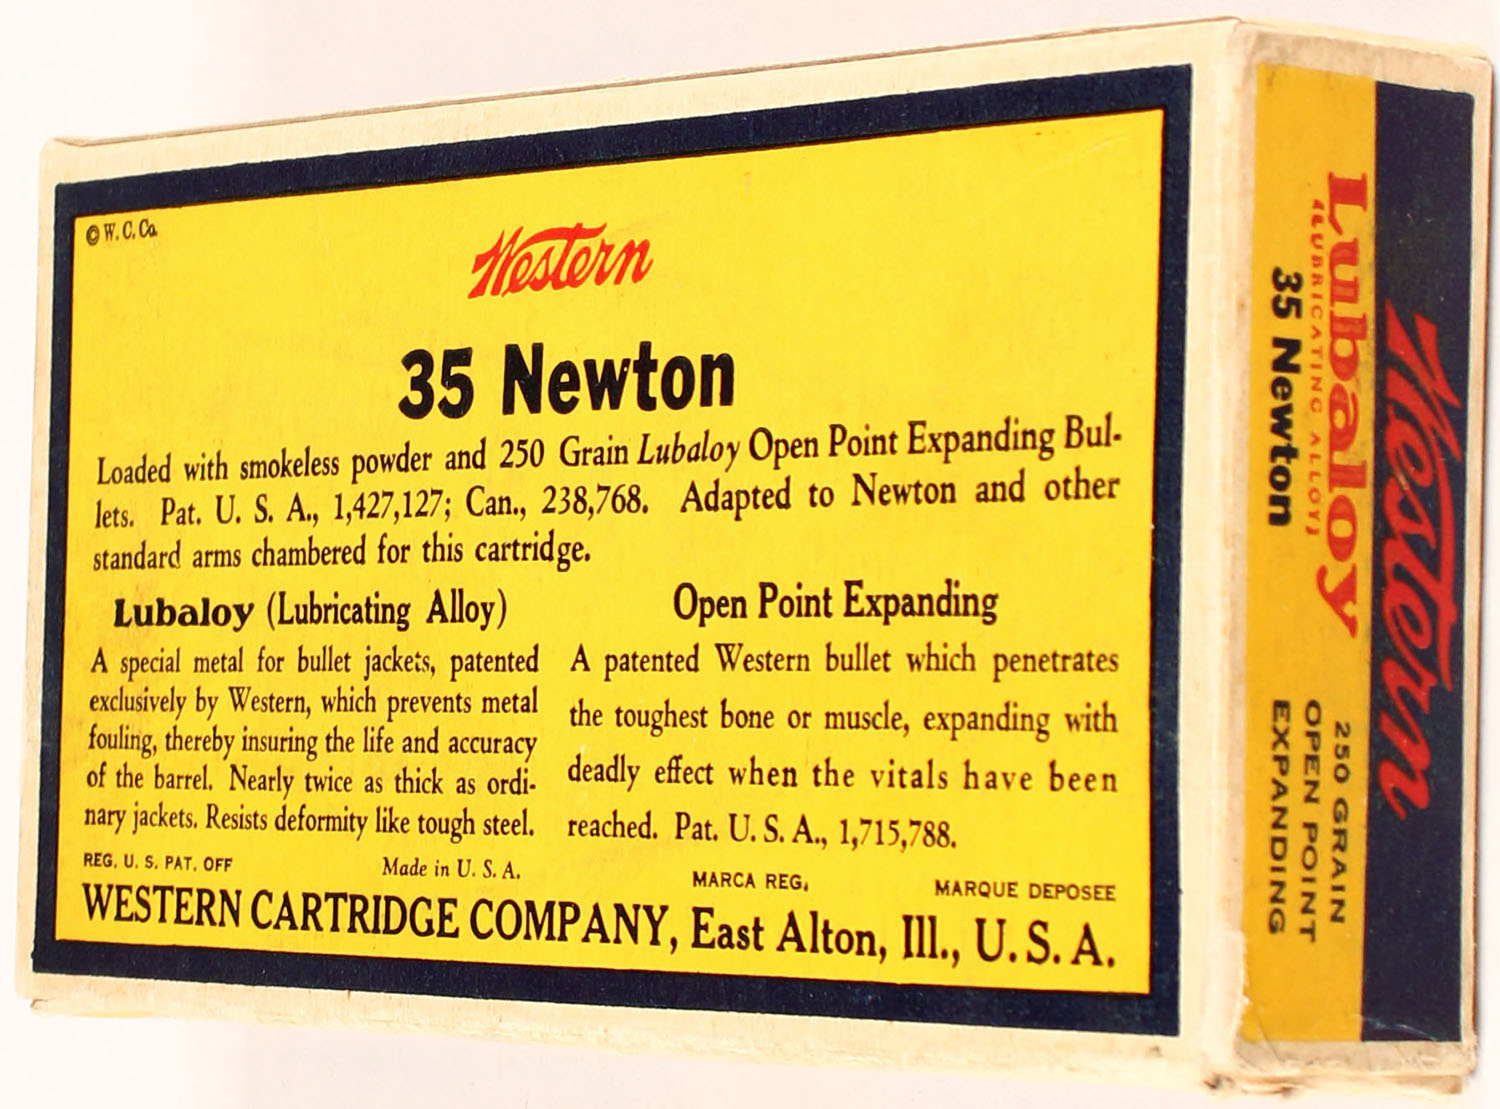 © W. C. Co.
Western
35 Newton
Loaded with smokeless powder and 250 Grain Lubaloy Open Point Expanding Bul-
lets. Pat. U. S. A., 1,427,127; Can., 238,768. Adapted to Newton and other
standard arms chambered for this cartridge.
Lubaloy (Lubricating Alloy)
A special metal for bullet jackets, patented
exclusively by Western, which prevents metal
fouling, thereby insuring the life and accuracy
of the barrel. Nearly twice as thick as ordi-
nary jackets. Resists deformity like tough steel.
Open Point Expanding
A patented Western bullet which penetrates
the toughest bone or muscle, expanding with
deadly effect when the vitals have been
reached. Pat. U. S. A., 1,715,788.
REG. U. S. PAT. OFF
Made in U. S. A.
MARCA REG.
MARQUE DEPOSEE
WESTERN CARTRIDGE COMPANY, East Alton, Ill., U. S. A.
Western
Lubaloy
(LUBRICATING ALLOY)
35 Newton
250 GRAIN
OPEN POINT
EXPANDING